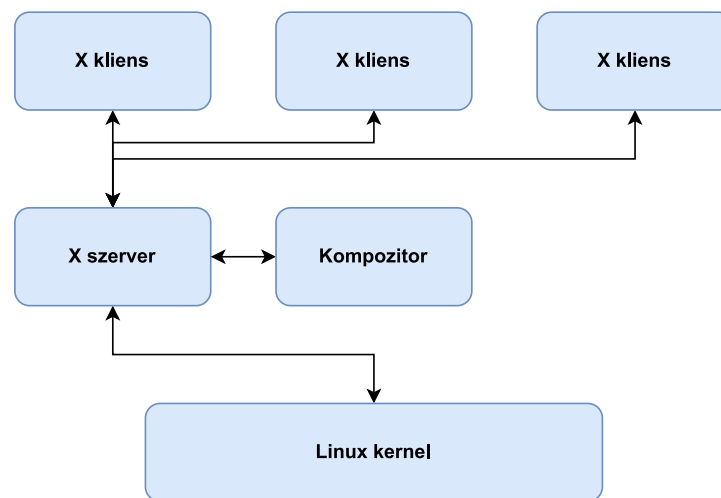 X kliens
X kliens
X kliens
X szerver
Kompozitor
Linux kernel